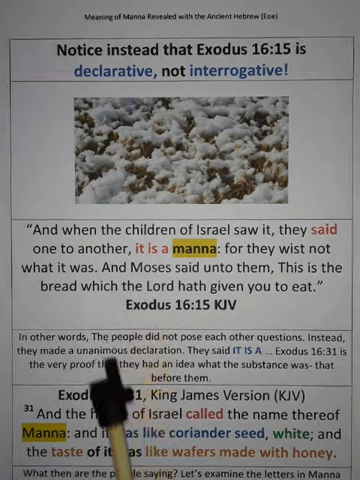 Meaning of Manna Revealed with the Ancient Hebrew (Eoe)
Notice instead that Exodus 16:15 is
declarative, not interrogative!
“And when the children of Israel saw it, they said
one to another, it is a manna: for they wist not
what it was. And Moses said unto them, This is the
bread which the Lord hath given you to eat.”
Exodus 16:15 KJV
In other words, The people did not pose each other questions. Instead,
they made a unanimous declaration. They said IT IS A ... Exodus 16:31 is
the very proof they had an idea what the substance was- that
before them.
31, King James Version (KJV)
31 And the of Israel called the name thereof
Manna: and it was like coriander seed, white; and
the taste of it was like wafers made with honey.
What then are the people saying? Let’s examine the letters in Manna